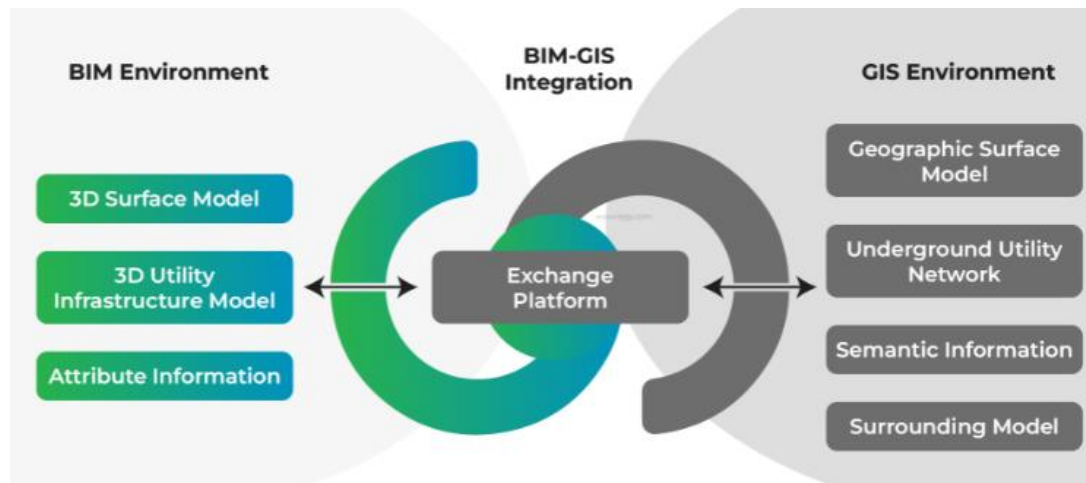 BIM Environment
BIM-GIS
Integration
GIS Environment
3D Surface Model
3D Utility
Infrastructure Model
Attribute Information
Exchange
Platform
Geographic Surface
Model
Underground Utility
Network
Semantic Information
Surrounding Model